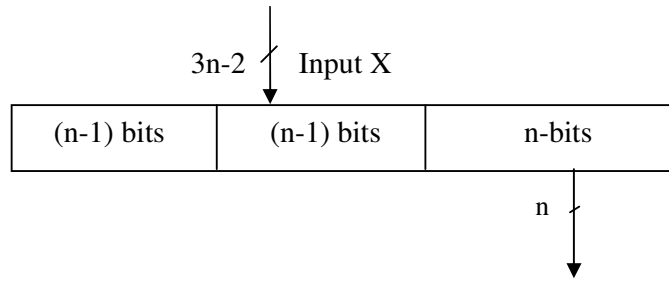 3n-2 Input X
(n-1) bits (n-1) bits n-bits
n